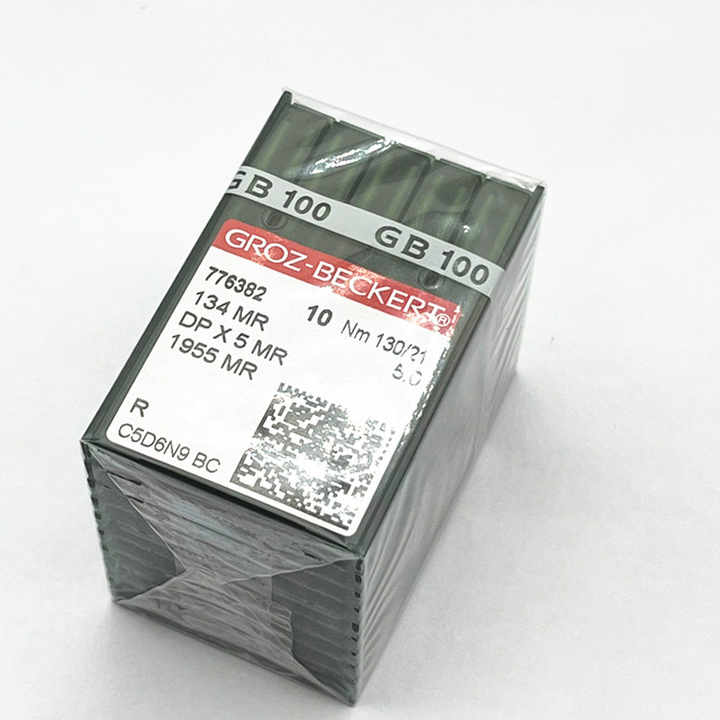 GB 100 GB 100
GROZ-BECKERT®
776382
134 MR 10 Nm 130/21
DP X 5 MR 5.0
1955 MR
R
C5D6N9 BC